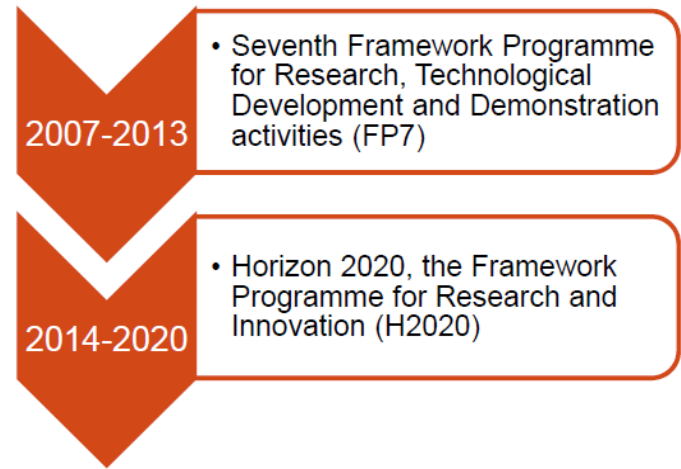 2007-2013
• Seventh Framework Programme
for Research, Technological
Development and Demonstration
activities (FP7)
2014-2020
• Horizon 2020, the Framework
Programme for Research and
Innovation (H2020)